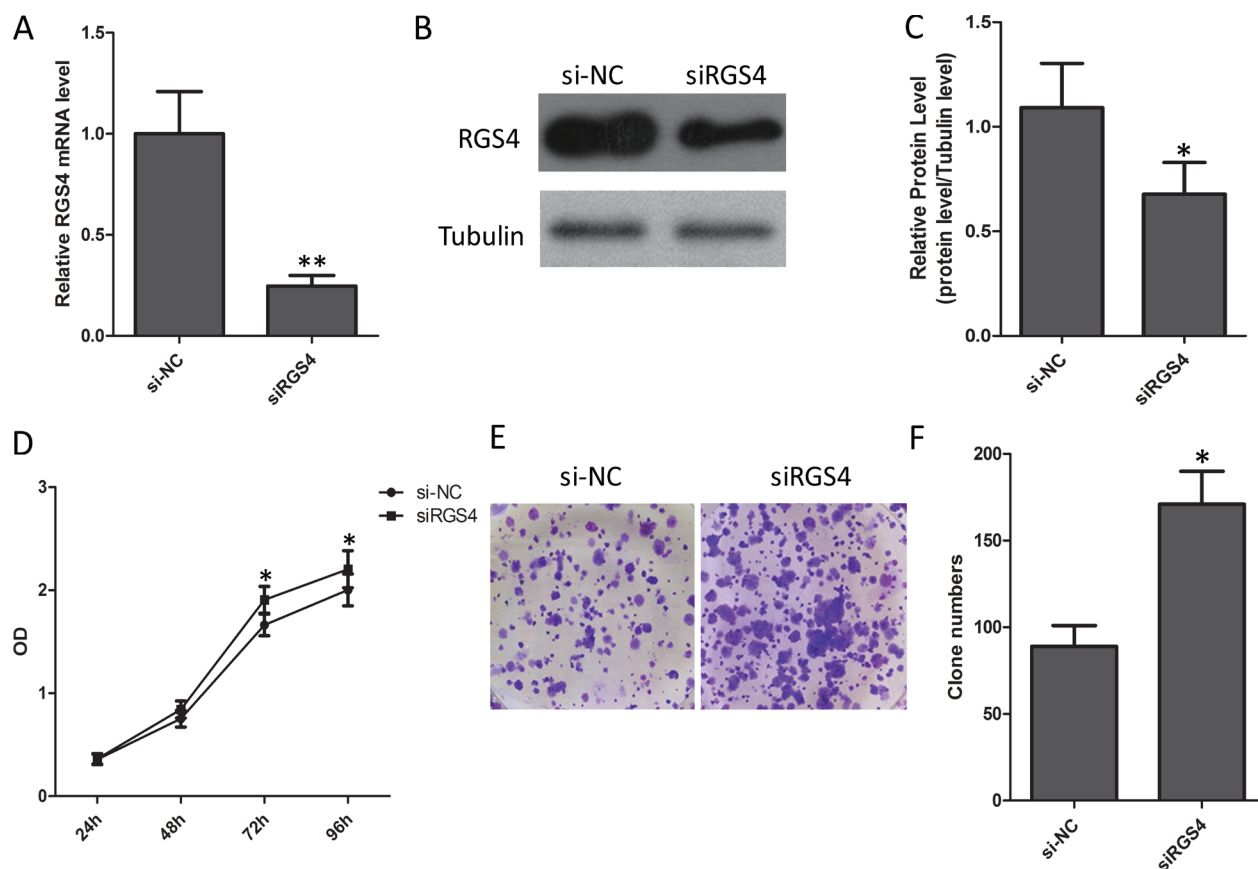 A
Relative RGS4 mRNA level
1.5
1.0
0.5
0.0
**
si-NC
siRGS4
B
si-NC siRGS4
RGS4
Tubulin
C
Relative Protein Level
(protein level/Tubulin level)
1.5
1.0
0.5
0.0
*
si-NC
siRGS4
D
OD
3
2
1
0
* *
24h
48h
72h
96h
si-NC
siRGS4
E
si-NC siRGS4
F
Clone numbers
200
150
100
50
0
*
si-NC
siRGS4